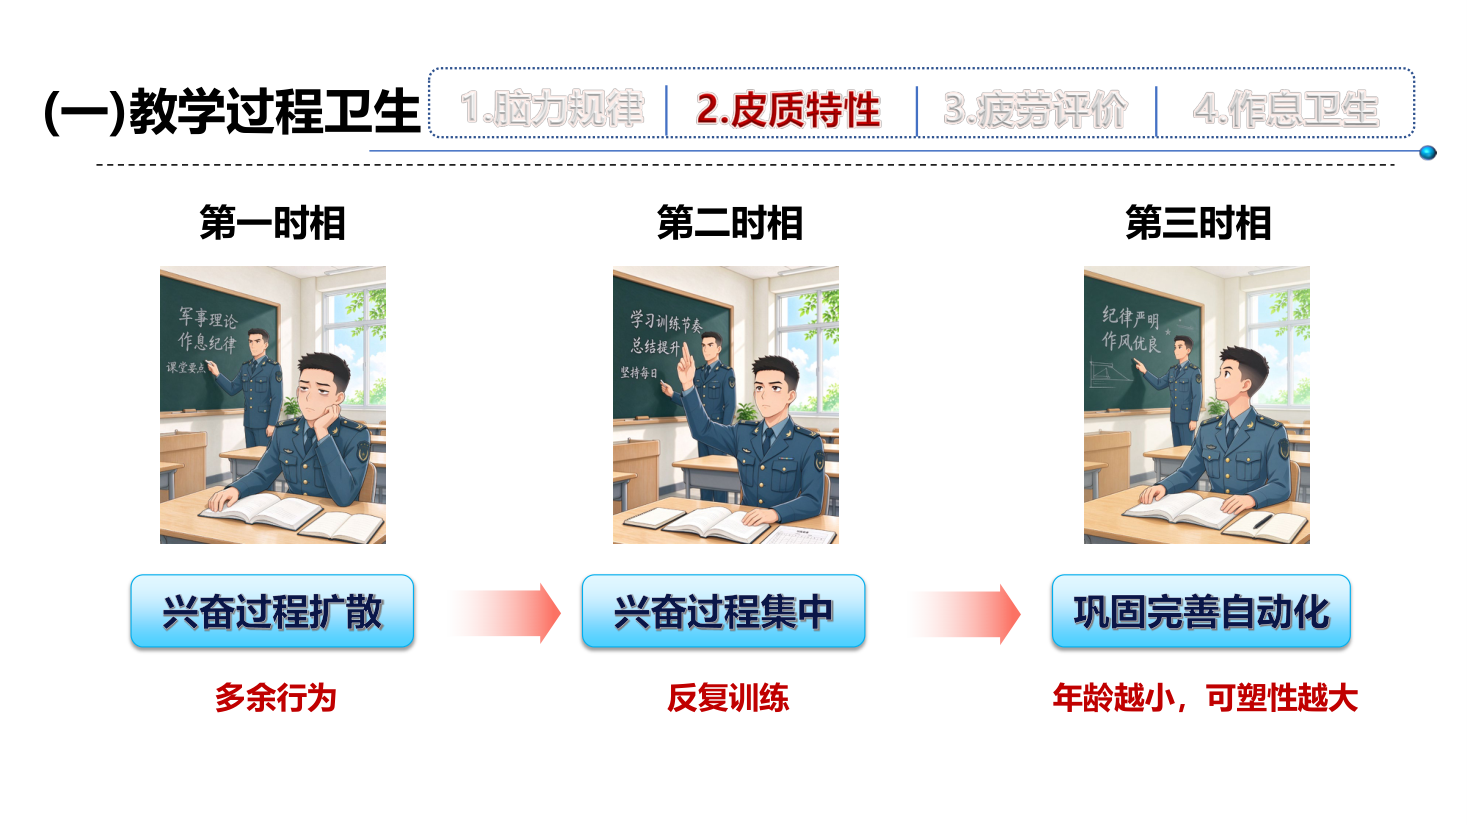 (一)教学过程卫生
1.脑力规律
2.皮质特性
3.疲劳评价
4.作息卫生
第一时相
第二时相
第三时相
军事理论
作息纪律
课堂要点
学习训练节奏
总结提升
坚持每日
纪律严明
作风优良
兴奋过程扩散
兴奋过程集中
巩固完善自动化
多余行为
反复训练
年龄越小，可塑性越大